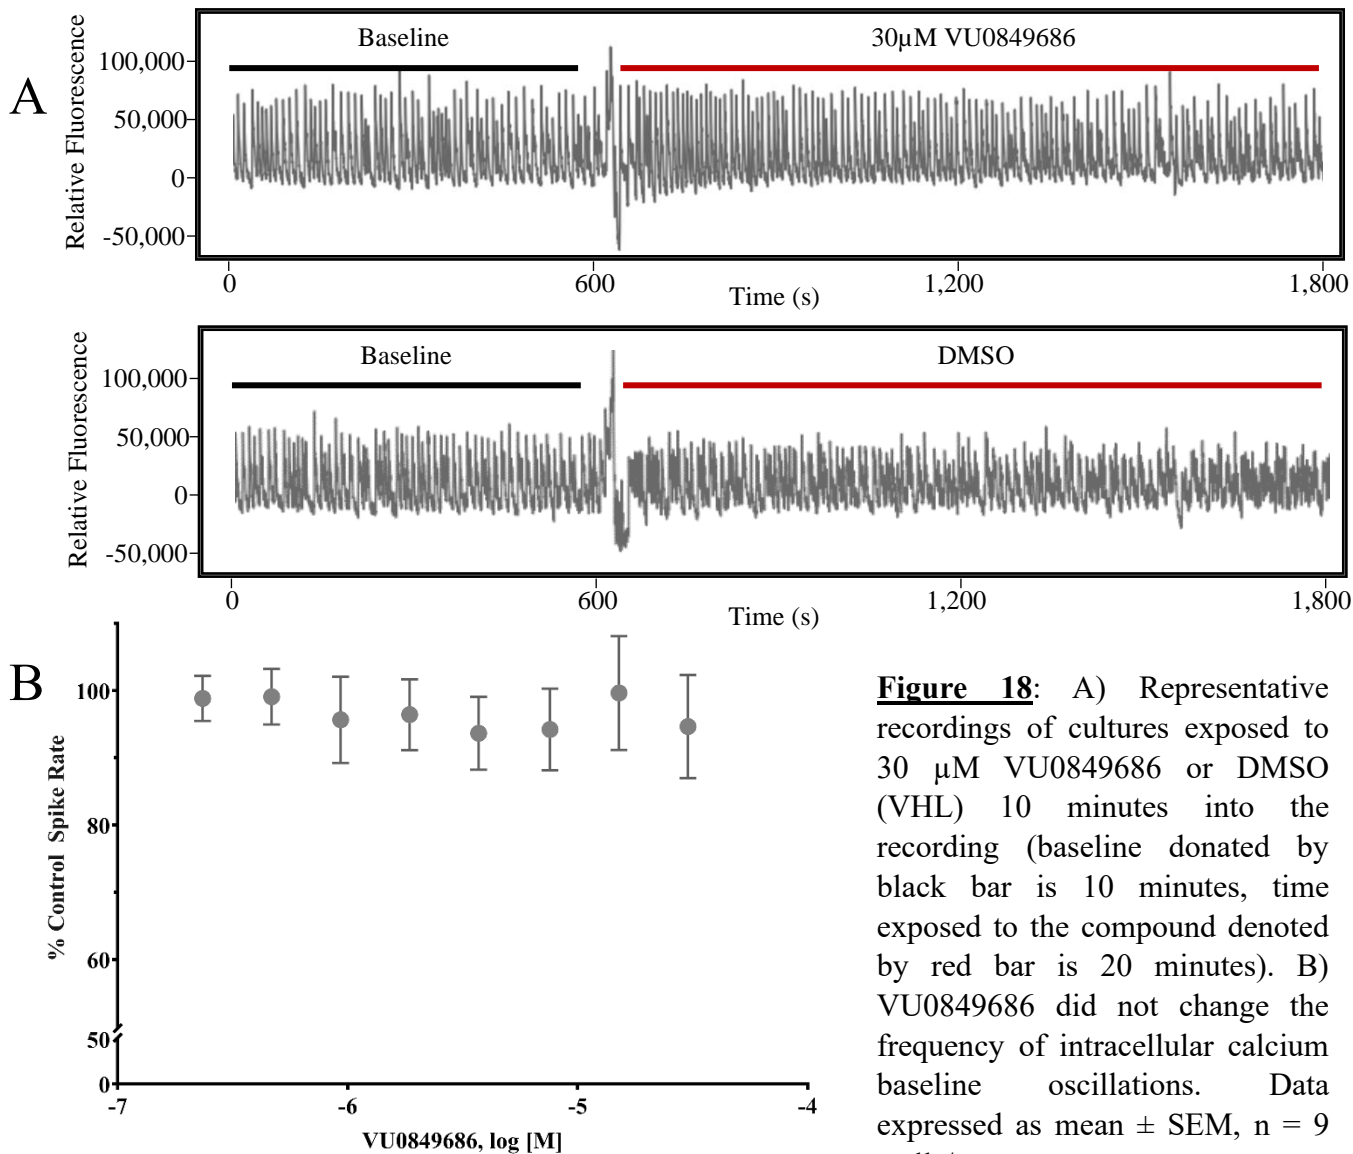 A
Baseline
30µM VU0849686
Relative Fluorescence
100,000
50,000
0
-50,000
0
600
1,200
1,800
Time (s)
Baseline
DMSO
Relative Fluorescence
100,000
50,000
0
-50,000
0
600
1,200
1,800
Time (s)
B
% Control Spike Rate
100
80
60
50
0
-7
-6
-5
-4
VU0849686, log [M]
Figure 18: A) Representative
recordings of cultures exposed to
30 µM VU0849686 or DMSO
(VHL) 10 minutes into the
recording (baseline donated by
black bar is 10 minutes, time
exposed to the compound denoted
by red bar is 20 minutes). B)
VU0849686 did not change the
frequency of intracellular calcium
baseline oscillations. Data
expressed as mean ± SEM, n = 9